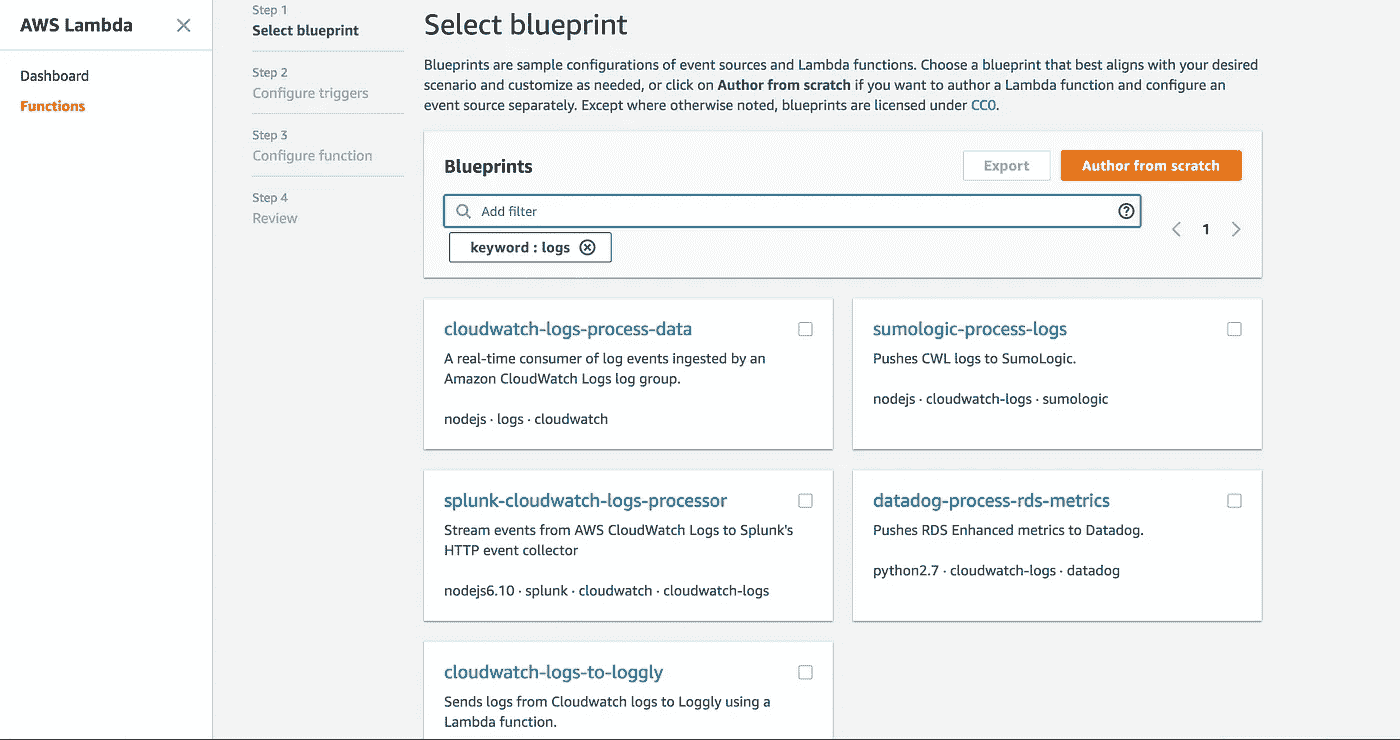 AWS Lambda
Dashboard
Functions
Step 1
Select blueprint
Step 2
Configure triggers
Step 3
Configure function
Step 4
Review
Select blueprint
Blueprints are sample configurations of event sources and Lambda functions. Choose a blueprint that best aligns with your desired
scenario and customize as needed, or click on Author from scratch if you want to author a Lambda function and configure an
event source separately. Except where otherwise noted, blueprints are licensed under CC0.
Blueprints
Export
Author from scratch
Add filter
1
keyword : logs
cloudwatch-logs-process-data
A real-time consumer of log events ingested by an
Amazon CloudWatch Logs log group.
nodejs · logs · cloudwatch
sumologic-process-logs
Pushes CWL logs to SumoLogic.
nodejs · cloudwatch-logs · sumologic
splunk-cloudwatch-logs-processor
Stream events from AWS CloudWatch Logs to Splunk's
HTTP event collector
nodejs6.10 · splunk · cloudwatch · cloudwatch-logs
datadog-process-rds-metrics
Pushes RDS Enhanced metrics to Datadog.
python2.7 · cloudwatch-logs · datadog
cloudwatch-logs-to-loggly
Sends logs from Cloudwatch logs to Loggly using a
Lambda function.